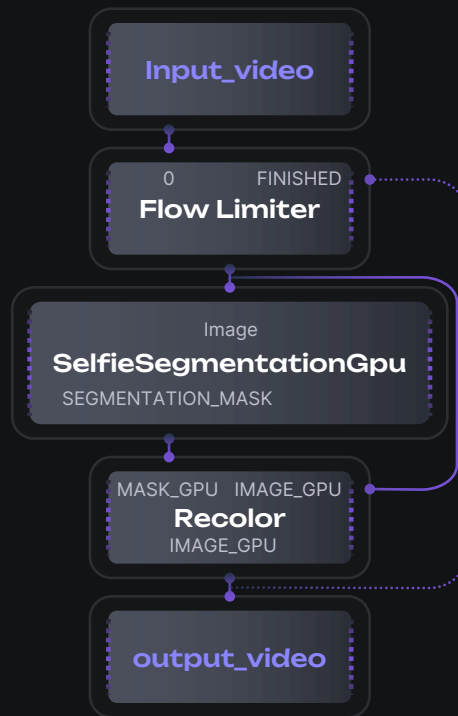 Input_video
0 FINISHED
Flow Limiter
Image
SelfieSegmentationGpu
SEGMENTATION_MASK
MASK_GPU IMAGE_GPU
Recolor
IMAGE_GPU
output_video